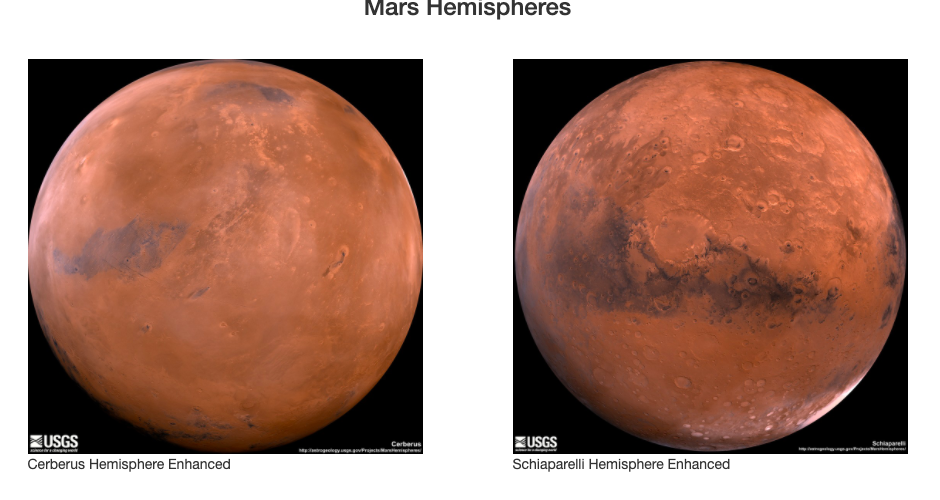 Mars Hemispheres
USGS
science for a changing world
Cerberus
http://astrogeology.usgs.gov/Projects/MarsHemispheres/
USGS
science for a changing world
Schiaparelli
http://astrogeology.usgs.gov/Projects/MarsHemispheres/
Cerberus Hemisphere Enhanced
Schiaparelli Hemisphere Enhanced